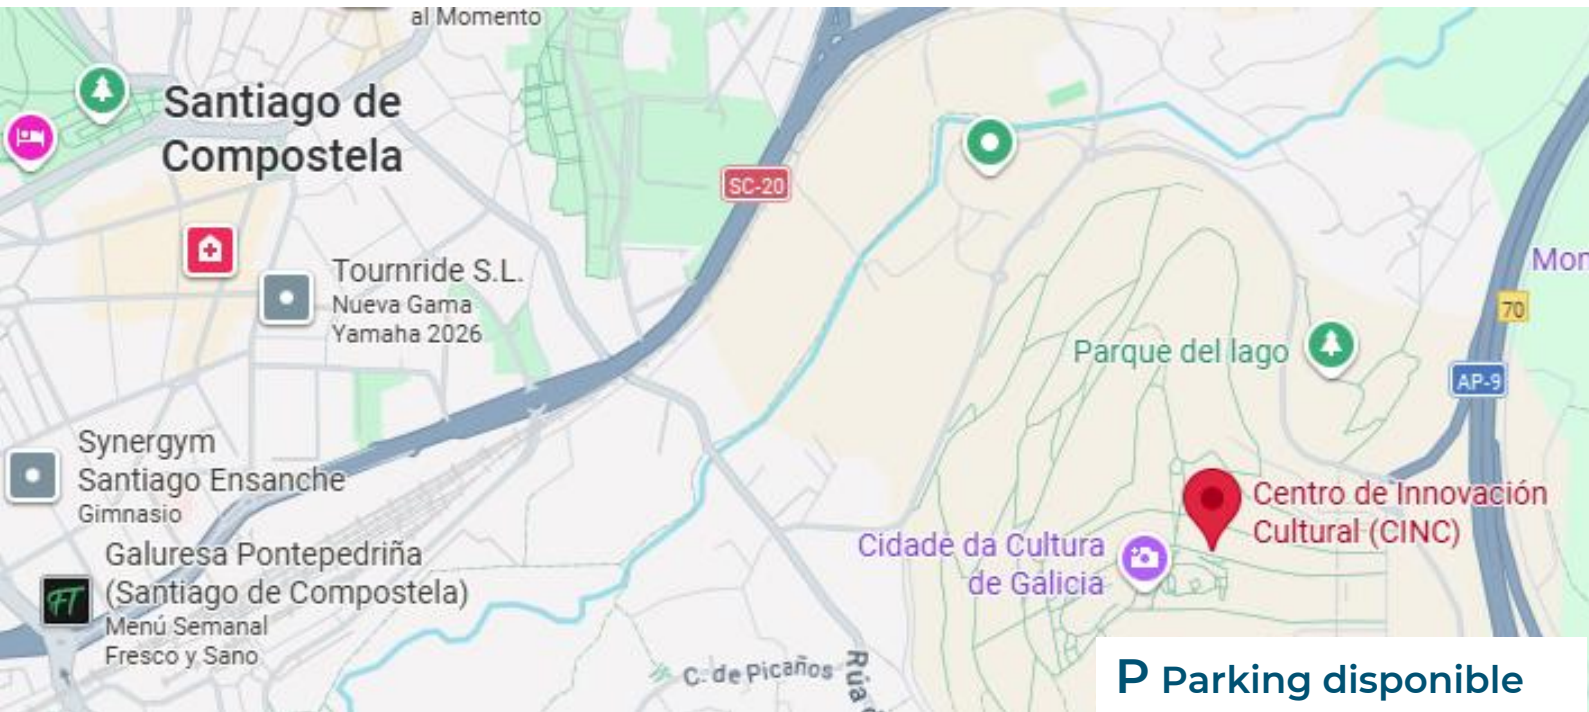 al Momento
Santiago de
Compostela
SC-20
Tournride S.L.
Nueva Gama
Yamaha 2026
Mon
70
Parque del lago
AP-9
Synergym
Santiago Ensanche
Gimnasio
Centro de Innovación
Cultural (CINC)
Cidade da Cultura
de Galicia
Galuresa Pontepedriña
(Santiago de Compostela)
Menú Semanal
Fresco y Sano
FT
C. de Picaños
Rúa
P Parking disponible